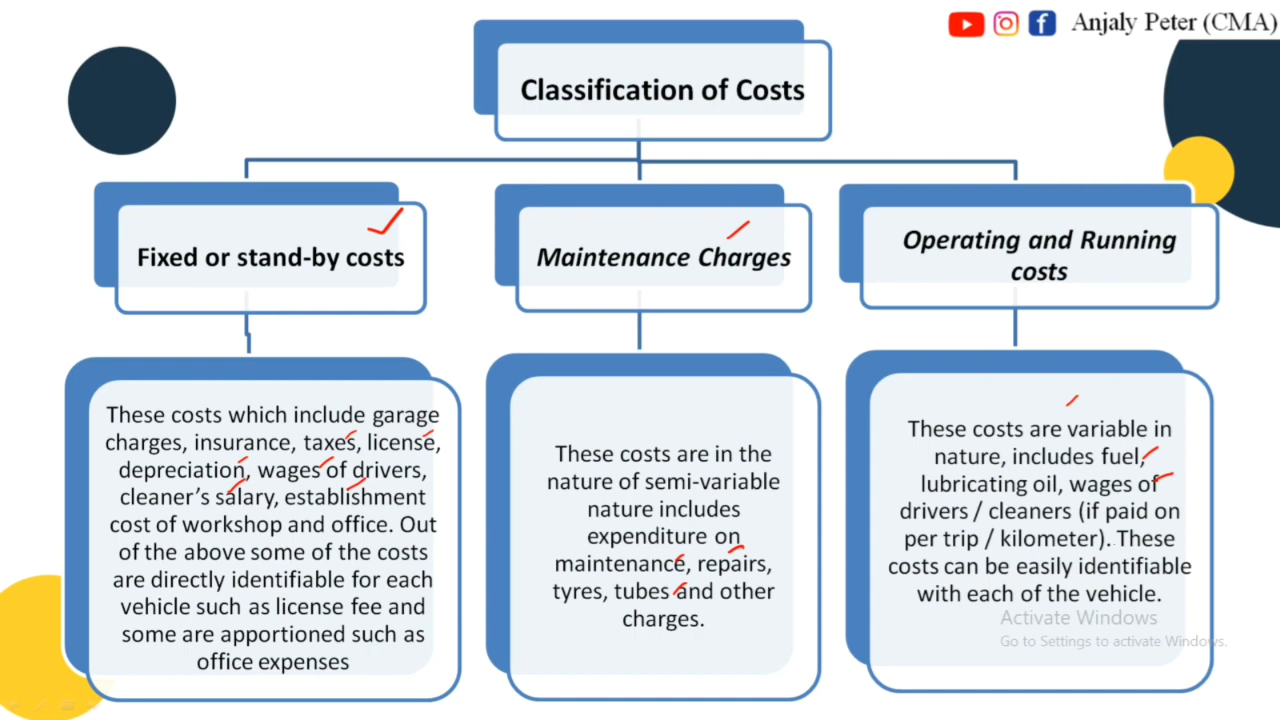 Anjaly Peter (CMA)
Classification of Costs
Fixed or stand-by costs
Maintenance Charges
Operating and Running
costs
These costs which include garage
charges, insurance, taxes, license,
depreciation, wages of drivers,
cleaner's salary, establishment
cost of workshop and office. Out
of the above some of the costs
are directly identifiable for each
vehicle such as license fee and
some are apportioned such as
office expenses
These costs are in the
nature of semi-variable
nature includes
expenditure on
maintenance, repairs,
tyres, tubes and other
charges.
These costs are variable in
nature, includes fuel,
lubricating oil, wages of
drivers / cleaners (if paid on
per trip / kilometer). These
costs can be easily identifiable
with each of the vehicle.
Activate Windows
Go to Settings to activate Windows.